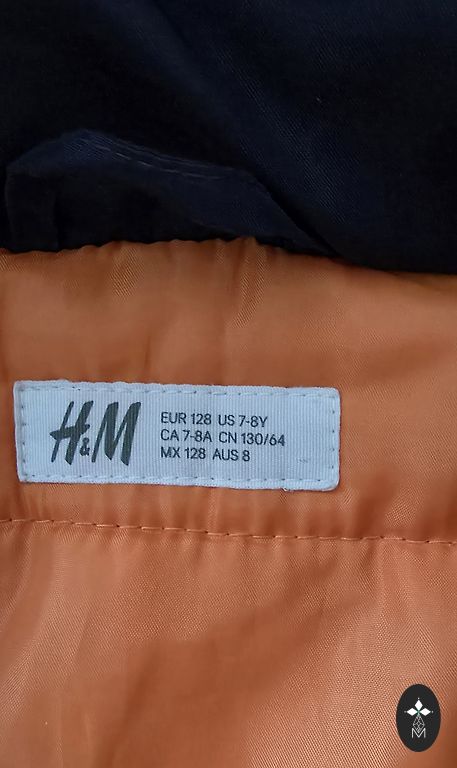 H&M
EUR 128 US 7-8Y
CA 7-8A CN 130/64
MX 128 AUS 8
M